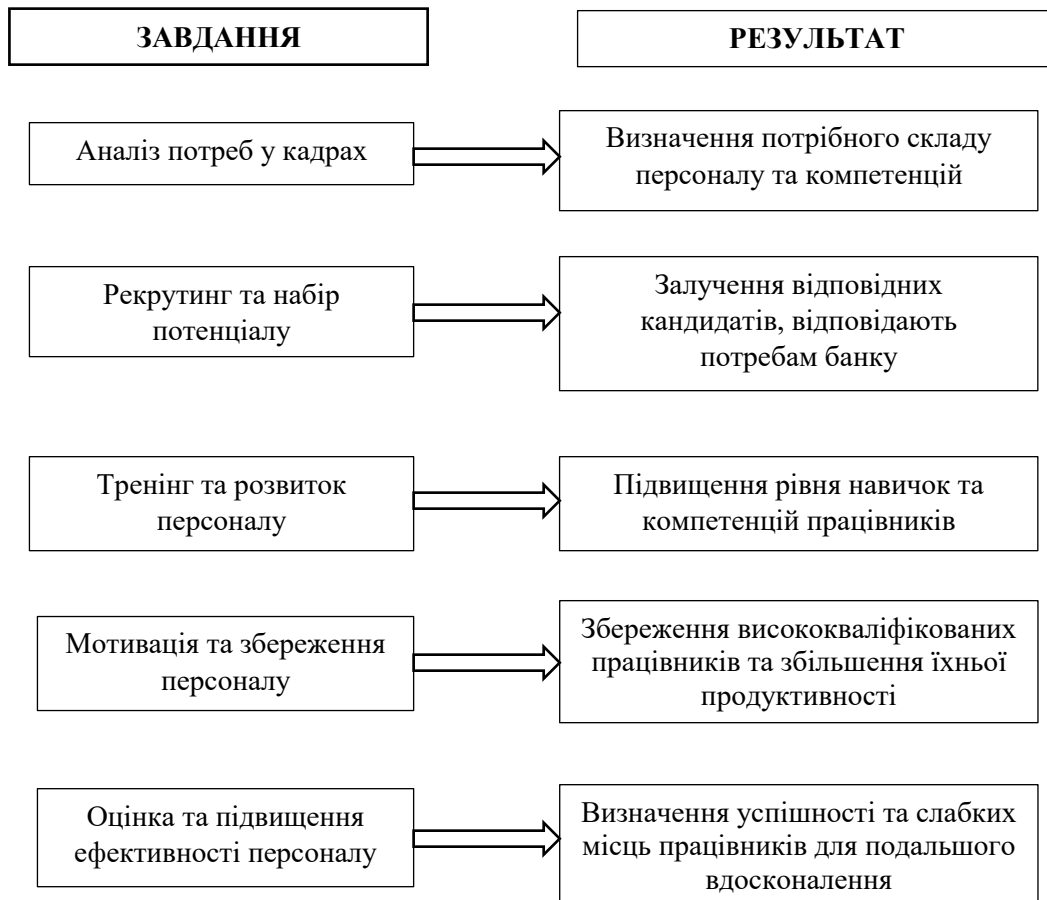 ЗАВДАННЯ
РЕЗУЛЬТАТ
Аналіз потреб у кадрах
Визначення потрібного складу
персоналу та компетенцій
Рекрутинг та набір
потенціалу
Залучення відповідних
кандидатів, відповідають
потребам банку
Тренінг та розвиток
персоналу
Підвищення рівня навичок та
компетенцій працівників
Мотивація та збереження
персоналу
Збереження висококваліфікованих
працівників та збільшення їхньої
продуктивності
Оцінка та підвищення
ефективності персоналу
Визначення успішності та слабких
місць працівників для подальшого
вдосконалення